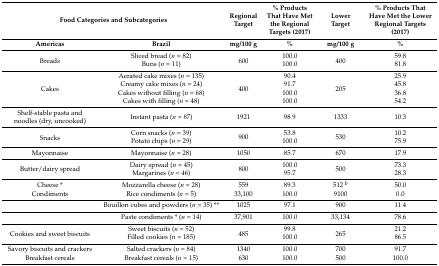 Food Categories and Subcategories Regional Target % Products That Have Met the Regional Targets (2017) Lower Target % Products That Have Met the Lower Regional Targets (2017)
Americas Brazil mg/100 g % mg/100 g %
Breads Sliced bread (n = 82) 600 100.0 400 59.8
Buns (n = 11) 100.0 81.8
Cakes Aerated cake mixes (n = 135) 400 90.4 205 25.9
Creamy cake mixes (n = 24) 91.7 45.8
Cakes without filling (n = 68) 100.0 36.8
Cakes with filling (n = 48) 100.0 54.2
Shelf-stable pasta and noodles (dry, uncooked) Instant pasta (n = 87) 1921 98.9 1333 10.3
Snacks Corn snacks (n = 39) 900 53.8 530 10.2
Potato chips (n = 29) 100.0 75.9
Mayonnaise Mayonnaise (n = 28) 1050 85.7 670 17.9
Butter/dairy spread Dairy spread (n = 45) 800 100.0 500 73.3
Margarines (n = 46) 95.7 28.3
Cheese * Mozzarella cheese (n = 28) 559 89.3 512 b 50.0
Condiments Rice condiments (n = 5) 33,100 100.0 9100 0.0
Bouillon cubes and powders (n = 35) ** 1025 97.1 900 11.4
Paste condiments * (n = 14) 37,901 100.0 33,134 78.6
Cookies and sweet biscuits Sweet biscuits (n = 52) 485 99.8 265 21.2
Filled cookies (n = 185) 100.0 86.5
Savory biscuits and crackers Salted crackers (n = 84) 1340 100.0 700 91.7
Breakfast cereals Breakfast cereals (n = 15) 630 100.0 500 100.0